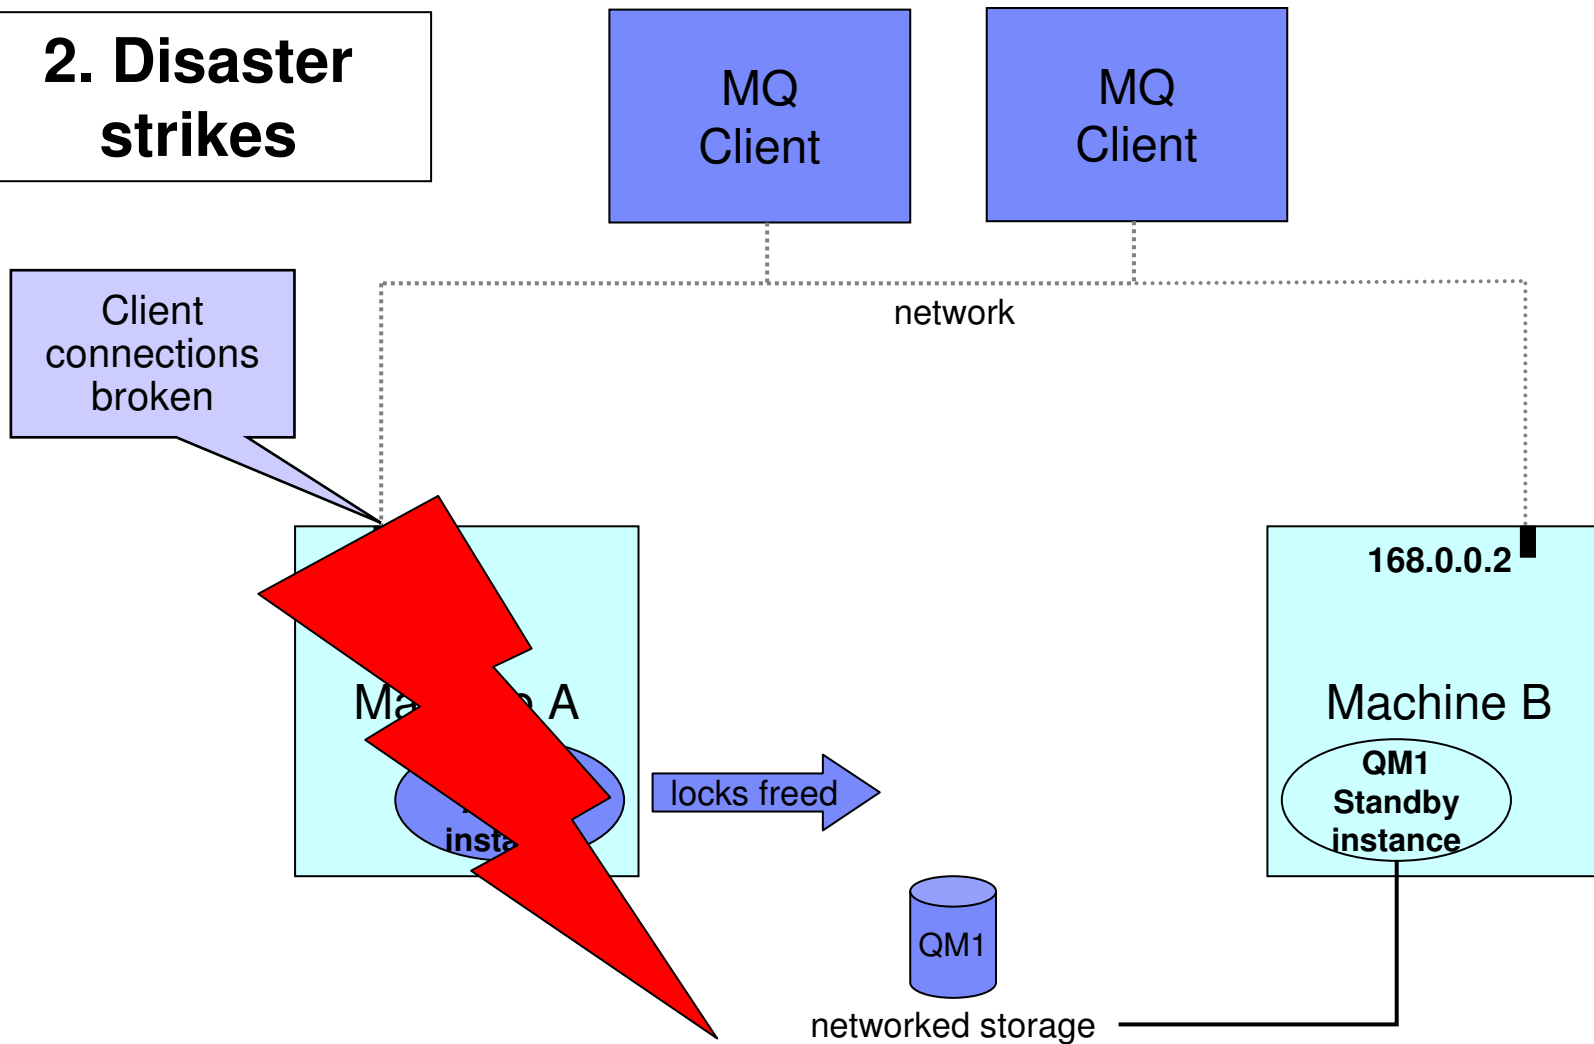 2. Disaster
strikes
MQ
Client
MQ
Client
network
Client
connections
broken
168.0.0.2
A
Machine B
locks freed
QM1
Standby
instance
QM1
networked storage